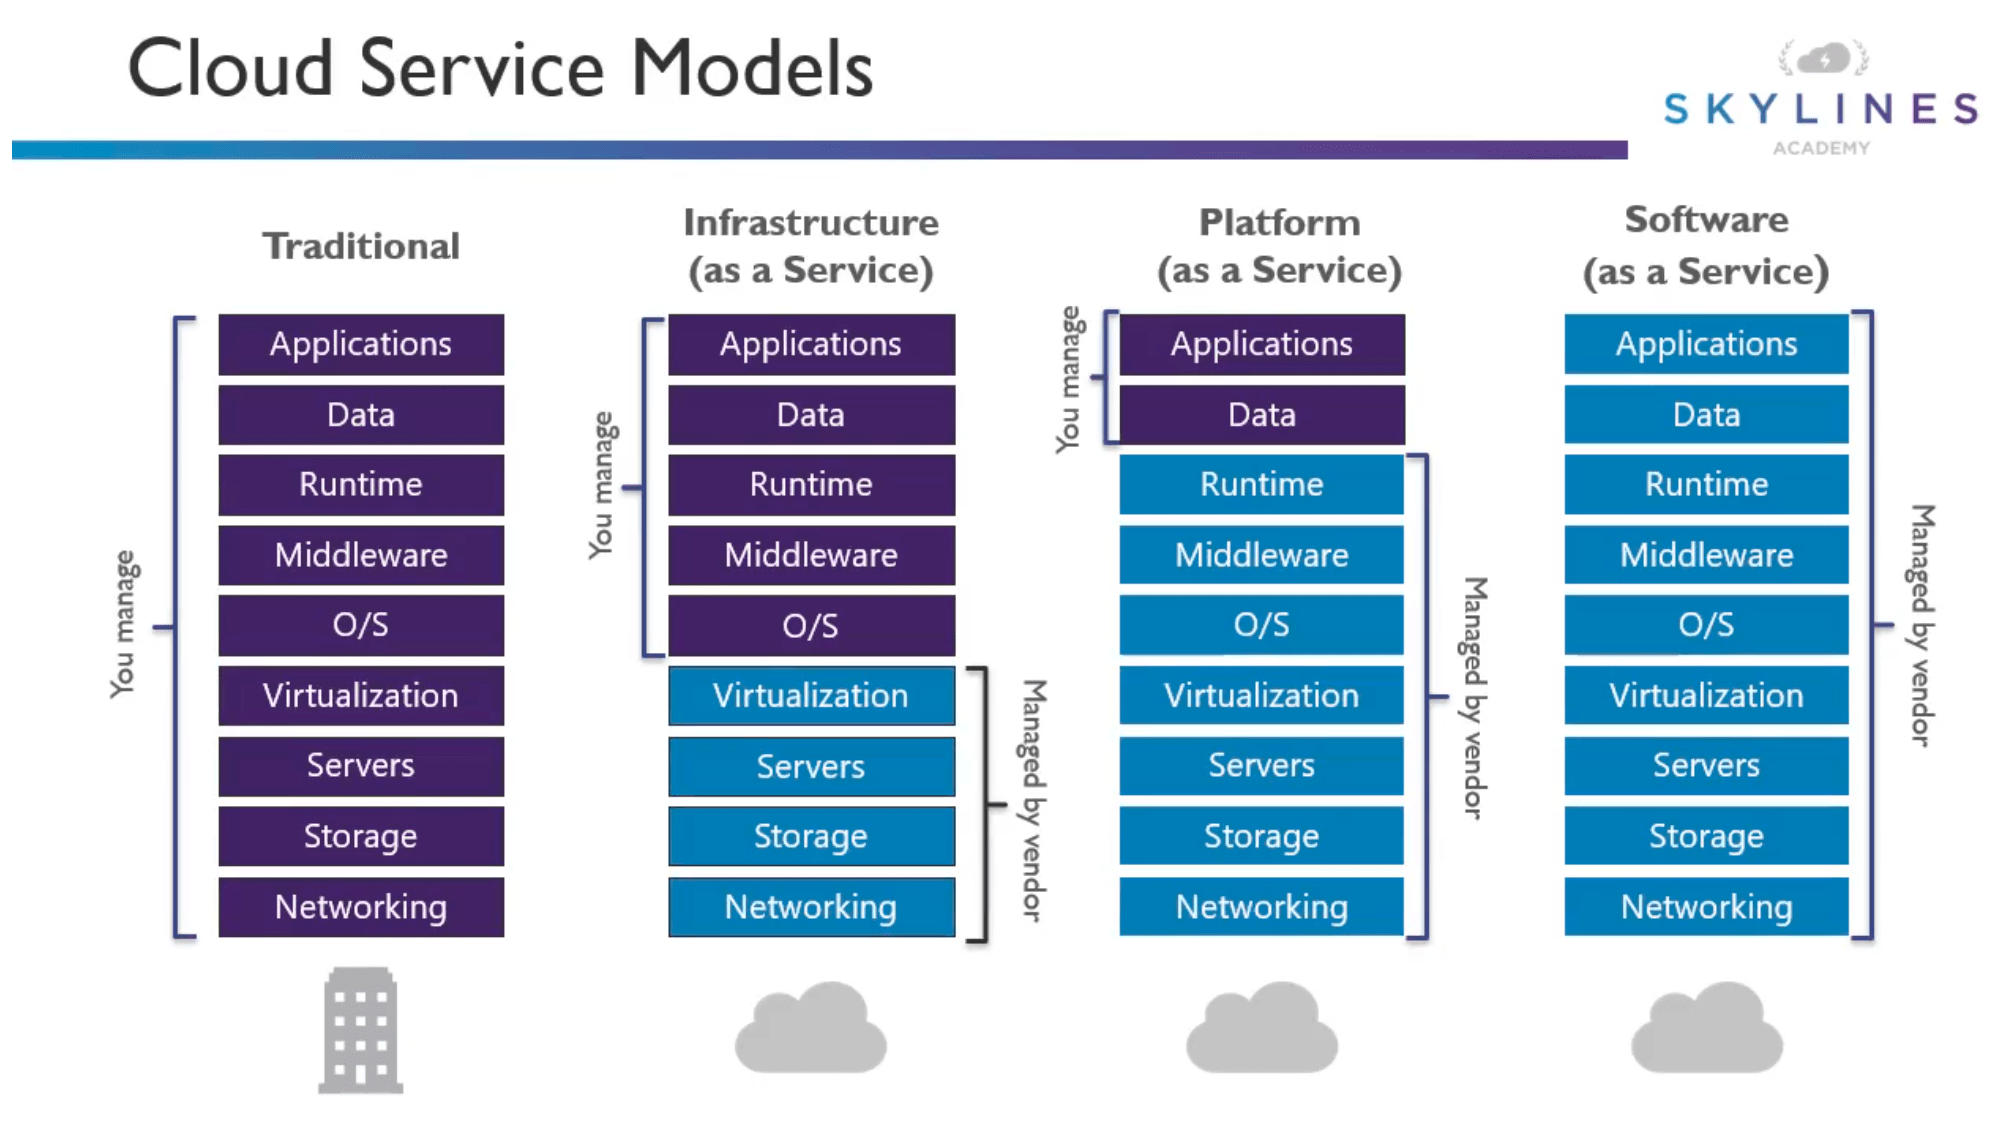 Cloud Service Models
SKYLINES
ACADEMY
Traditional
You manage
Applications
Data
Runtime
Middleware
O/S
Virtualization
Servers
Storage
Networking
Infrastructure
(as a Service)
You manage
Applications
Data
Runtime
Middleware
O/S
Virtualization
Servers
Storage
Networking
Managed by vendor
Platform
(as a Service)
You manage
Applications
Data
Runtime
Middleware
O/S
Virtualization
Servers
Storage
Networking
Managed by vendor
Software
(as a Service)
Applications
Data
Runtime
Middleware
O/S
Virtualization
Servers
Storage
Networking
Managed by vendor